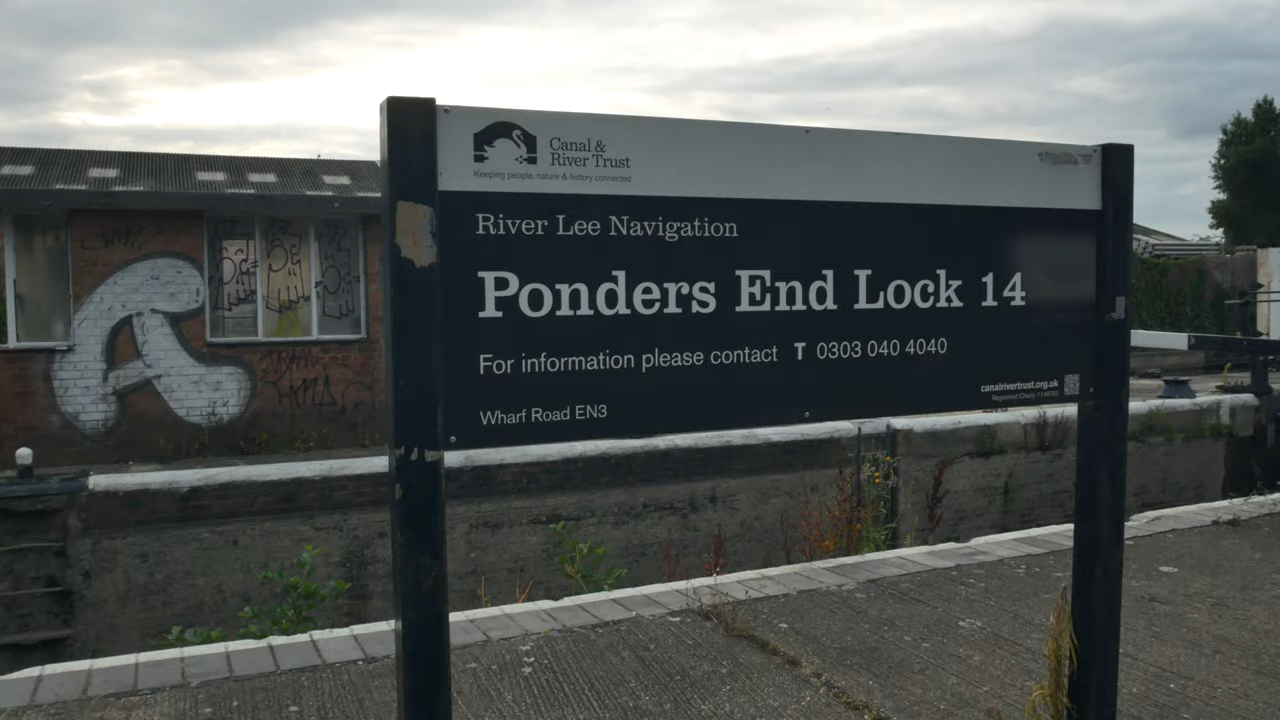 Canal &
River Trust
Keeping people, nature & history connected
River Lee Navigation
Ponders End Lock 14
For information please contact T 0303 040 4040
canalrivertrust.org.uk
Wharf Road EN3